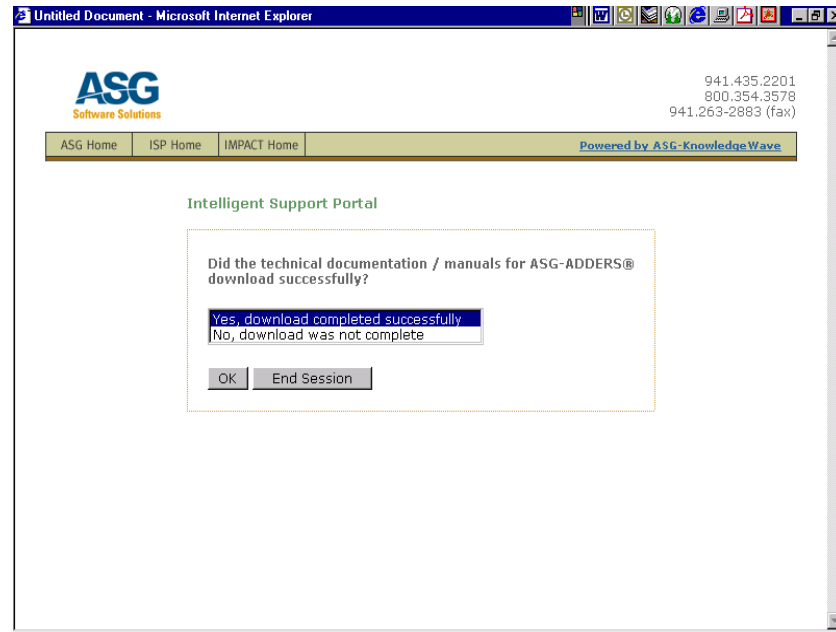 Untitled Document - Microsoft Internet Explorer
ASG
Software Solutions
941.435.2201
800.354.3578
941.263-2883 (fax)
ASG Home ISP Home IMPACT Home Powered by ASG-KnowledgeWave
Intelligent Support Portal
Did the technical documentation / manuals for ASG-ADDERS®
download successfully?
Yes, download completed successfully
No, download was not complete
OK End Session